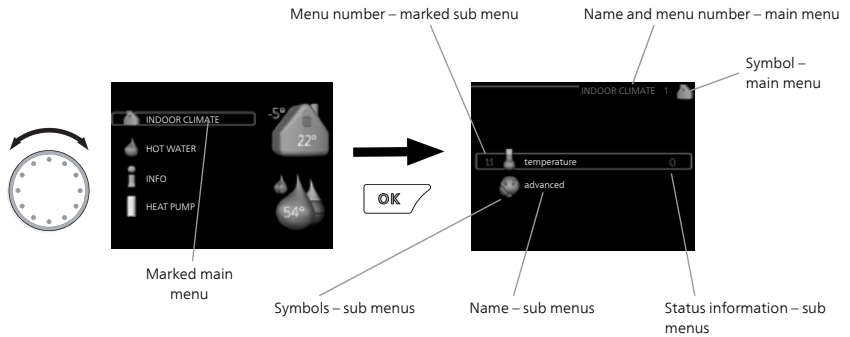 Menu number – marked sub menu
Name and menu number – main menu
Symbol –
main menu
INDOOR CLIMATE 1
-5°
INDOOR CLIMATE
22°
HOT WATER
INFO
HEAT PUMP
54°
OK
1.1 temperature 0
advanced
Marked main
menu
Symbols – sub menus
Name – sub menus
Status information – sub
menus